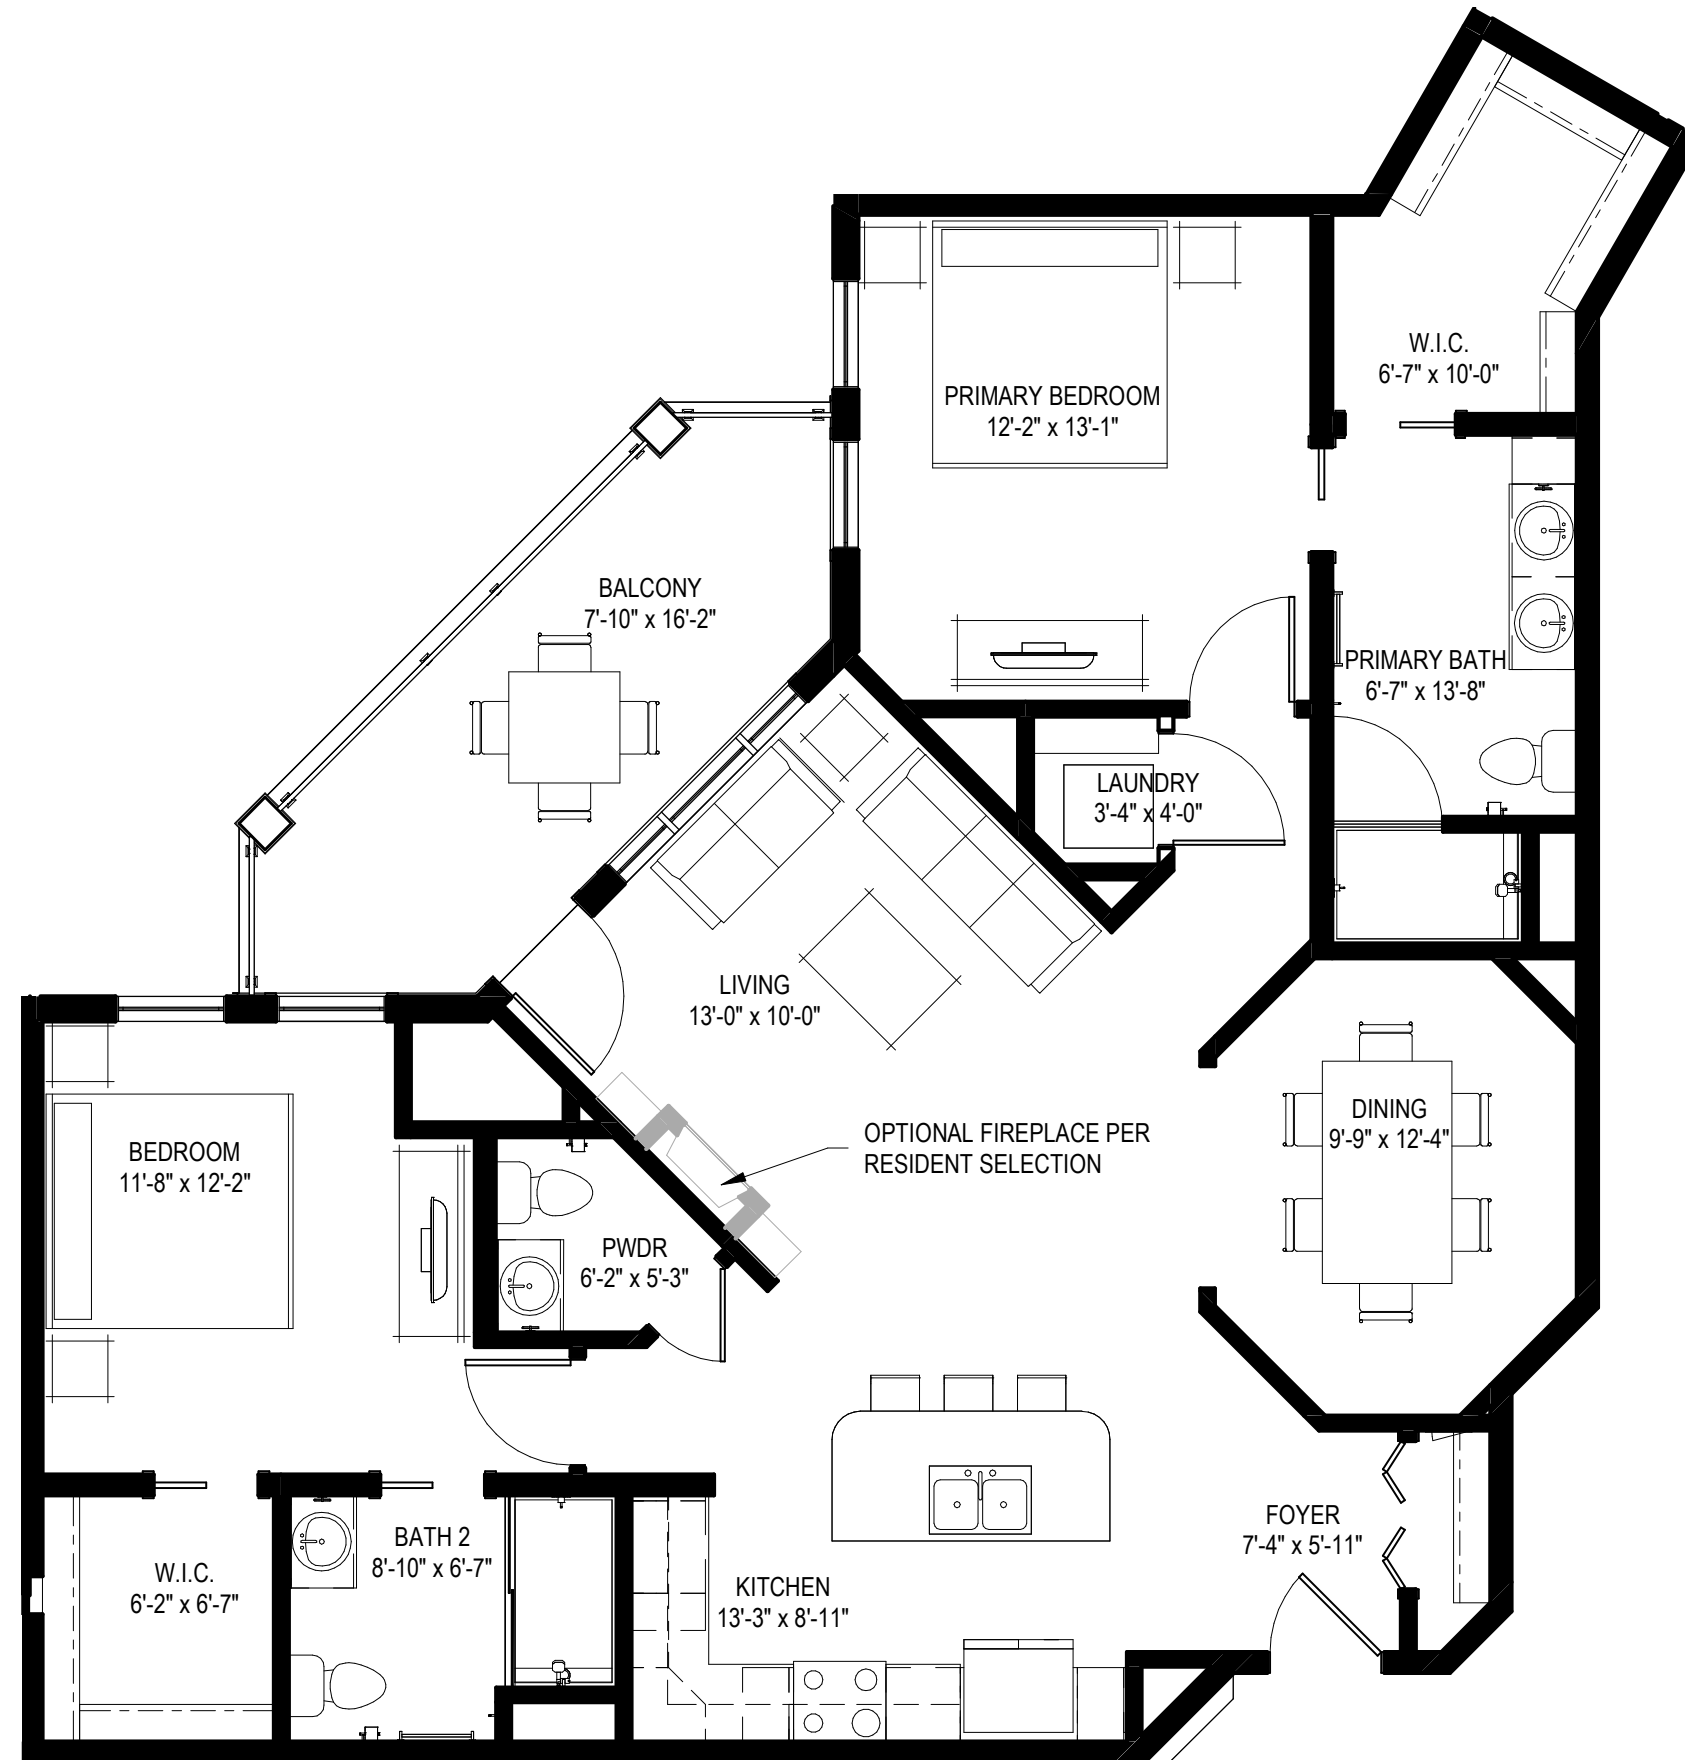 W.I.C.
6'-7" x 10'-0"
PRIMARY BEDROOM
12'-2" x 13'-1"
BALCONY
7'-10" x 16'-2"
PRIMARY BATH
6'-7" x 13'-8"
LAUNDRY
3'-4" x 4'-0"
LIVING
13'-0" x 10'-0"
DINING
9'-9" x 12'-4"
OPTIONAL FIREPLACE PER
RESIDENT SELECTION
BEDROOM
11'-8" x 12'-2"
PWDR
6'-2" x 5'-3"
FOYER
7'-4" x 5'-11"
BATH 2
8'-10" x 6'-7"
W.I.C.
6'-2" x 6'-7"
KITCHEN
13'-3" x 8'-11"